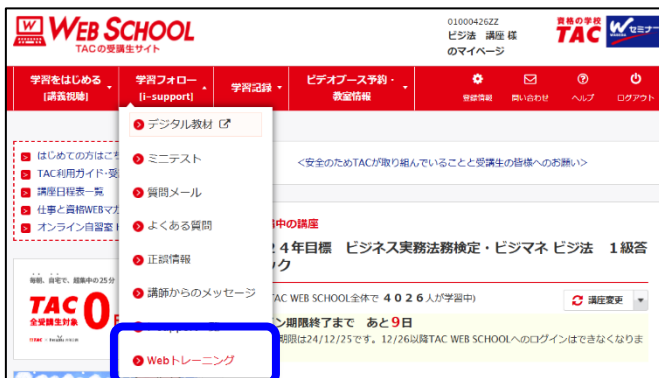 WEB SCHOOL
TACの受講生サイト
01000426ZZ
ビジ法 講座 様
のマイページ
資格の学校
TAC
Wセミナー
学習をはじめる
[講義視聴]
学習フォロー
[i-support]
学習記録
ビデオブース予約・
教室情報
登録情報
問い合わせ
ヘルプ
ログアウト
はじめての方はこち
TAC利用ガイド・受
講座日程表一覧
仕事と資格WEBマガ
オンライン自習室
デジタル教材
ミニテスト
質問メール
よくある質問
正誤情報
講師からのメッセージ
Webトレーニング
<安全のためTACが取り組んでいることと受講生の皆様へのお願い>
中の講座
24年目標 ビジネス実務法務検定・ビジマネ ビジ法 1級答
ック
TAC WEB SCHOOL全体で 4026人が学習中)
講座変更
ン期限終了まで あと9日
期限は24/12/25です。12/26以降TAC WEB SCHOOLへのログインはできなくなりま
毎朝、自宅で、超集中の25分
TAC
全受講生対象
0